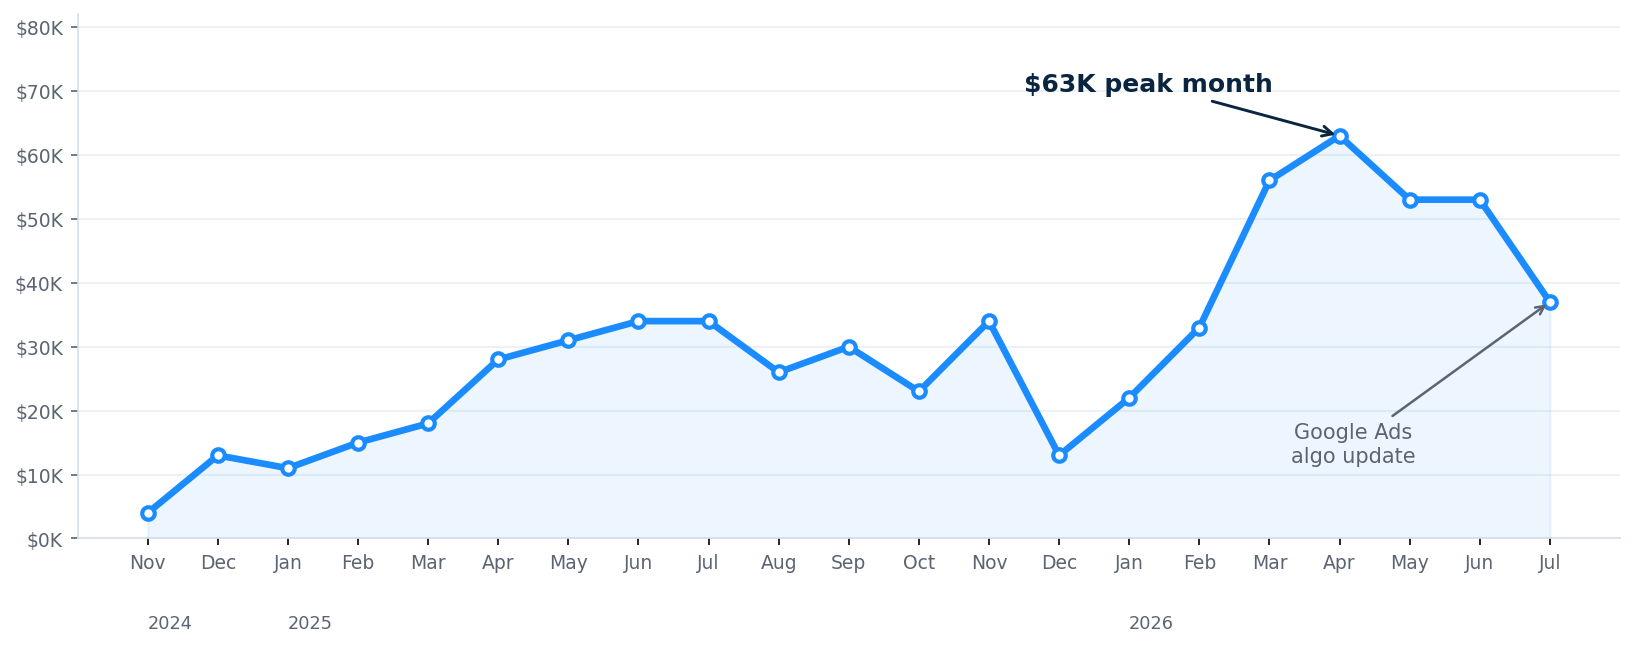 $80K
$63K peak month
$70K
$60K
$50K
$40K
$30K
$20K
Google Ads
algo update
$10K
$0K
Nov Dec Jan Feb Mar Apr May Jun Jul Aug Sep Oct Nov Dec Jan Feb Mar Apr May Jun Jul
2024 2025 2026